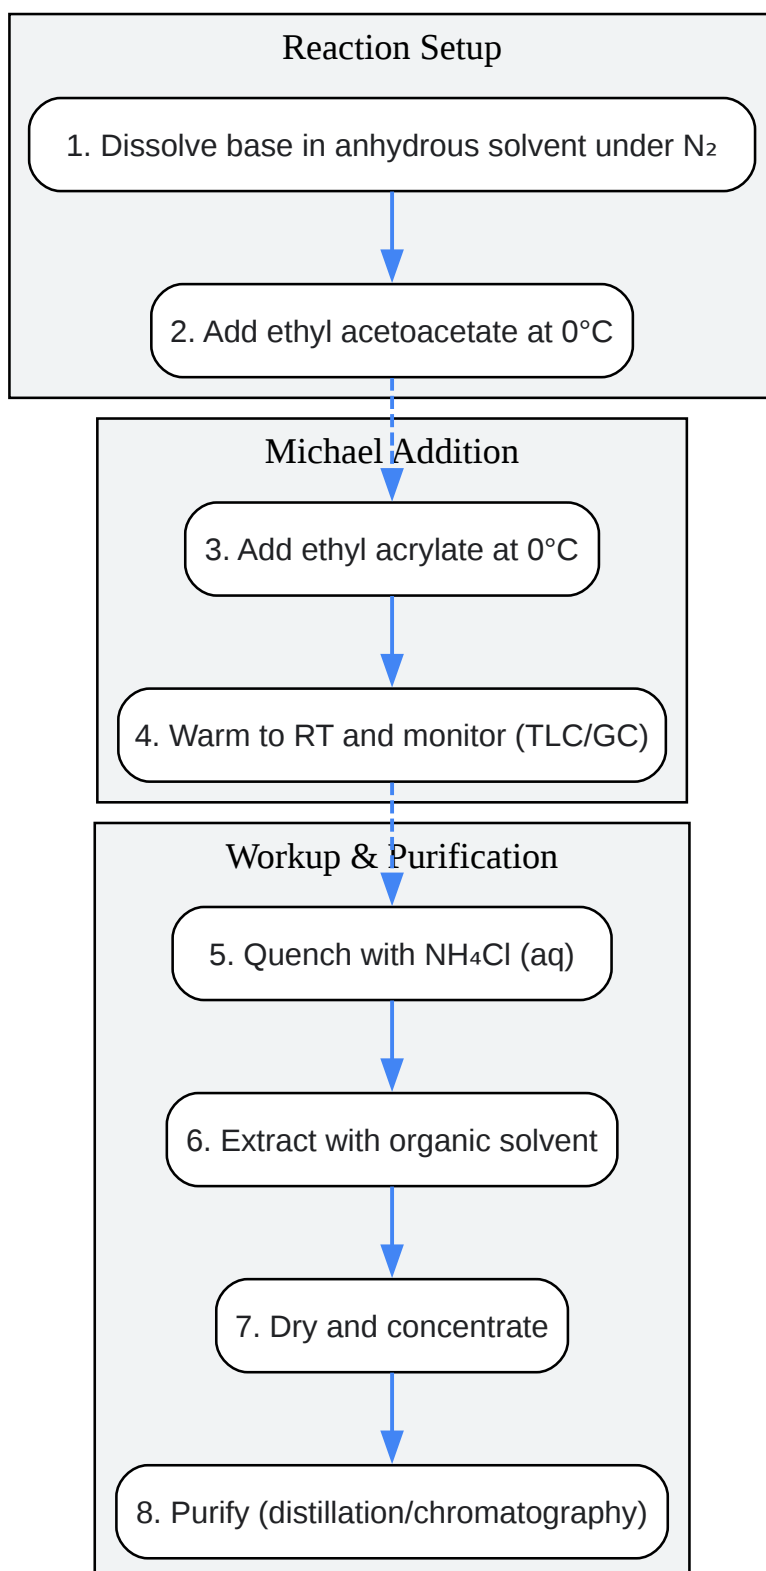 Reaction Setup
1. Dissolve base in anhydrous solvent under N₂
2. Add ethyl acetoacetate at 0°C
Michael Addition
3. Add ethyl acrylate at 0°C
4. Warm to RT and monitor (TLC/GC)
Workup & Purification
5. Quench with NH₄Cl (aq)
6. Extract with organic solvent
7. Dry and concentrate
8. Purify (distillation/chromatography)